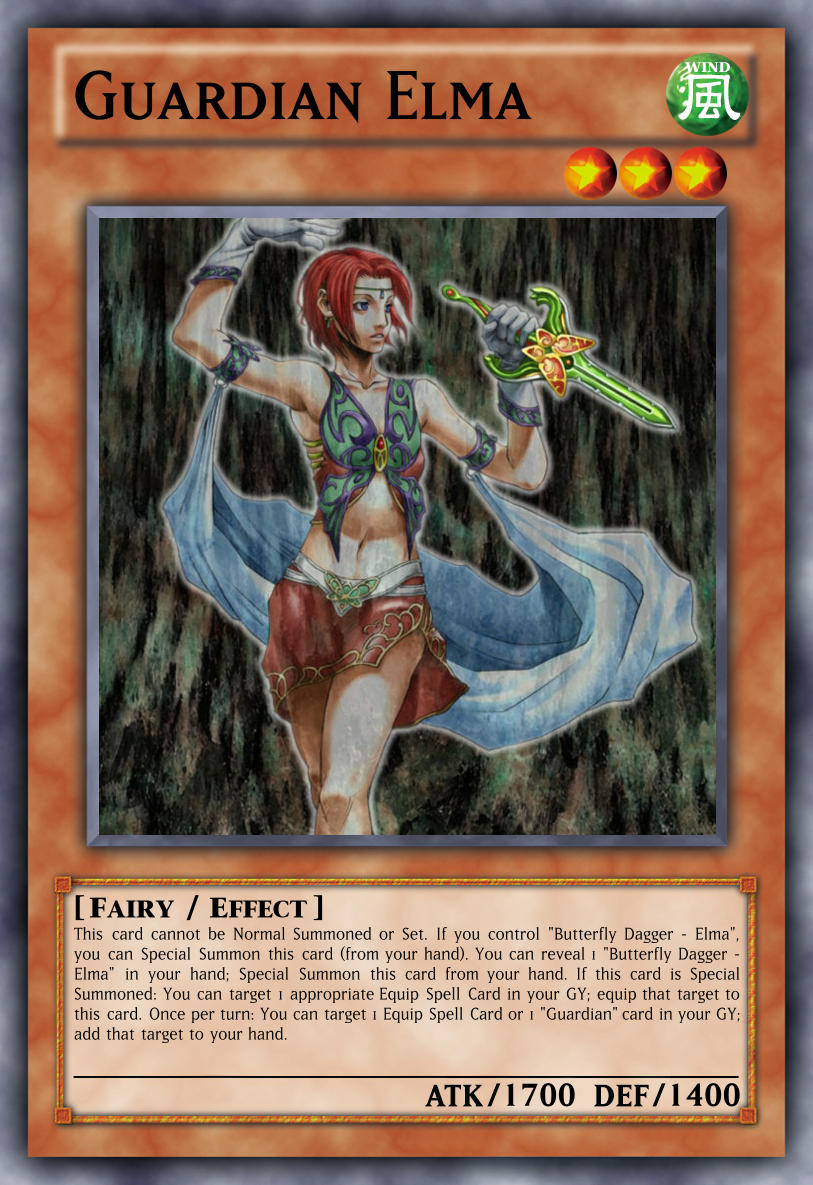 Guardian Elma
WIND
風
[ Fairy / Effect ]
This card cannot be Normal Summoned or Set. If you control "Butterfly Dagger - Elma",
you can Special Summon this card (from your hand). You can reveal 1 "Butterfly Dagger -
Elma" in your hand; Special Summon this card from your hand. If this card is Special
Summoned: You can target 1 appropriate Equip Spell Card in your GY; equip that target to
this card. Once per turn: You can target 1 Equip Spell Card or 1 "Guardian" card in your GY;
add that target to your hand.
ATK/1700 DEF/1400